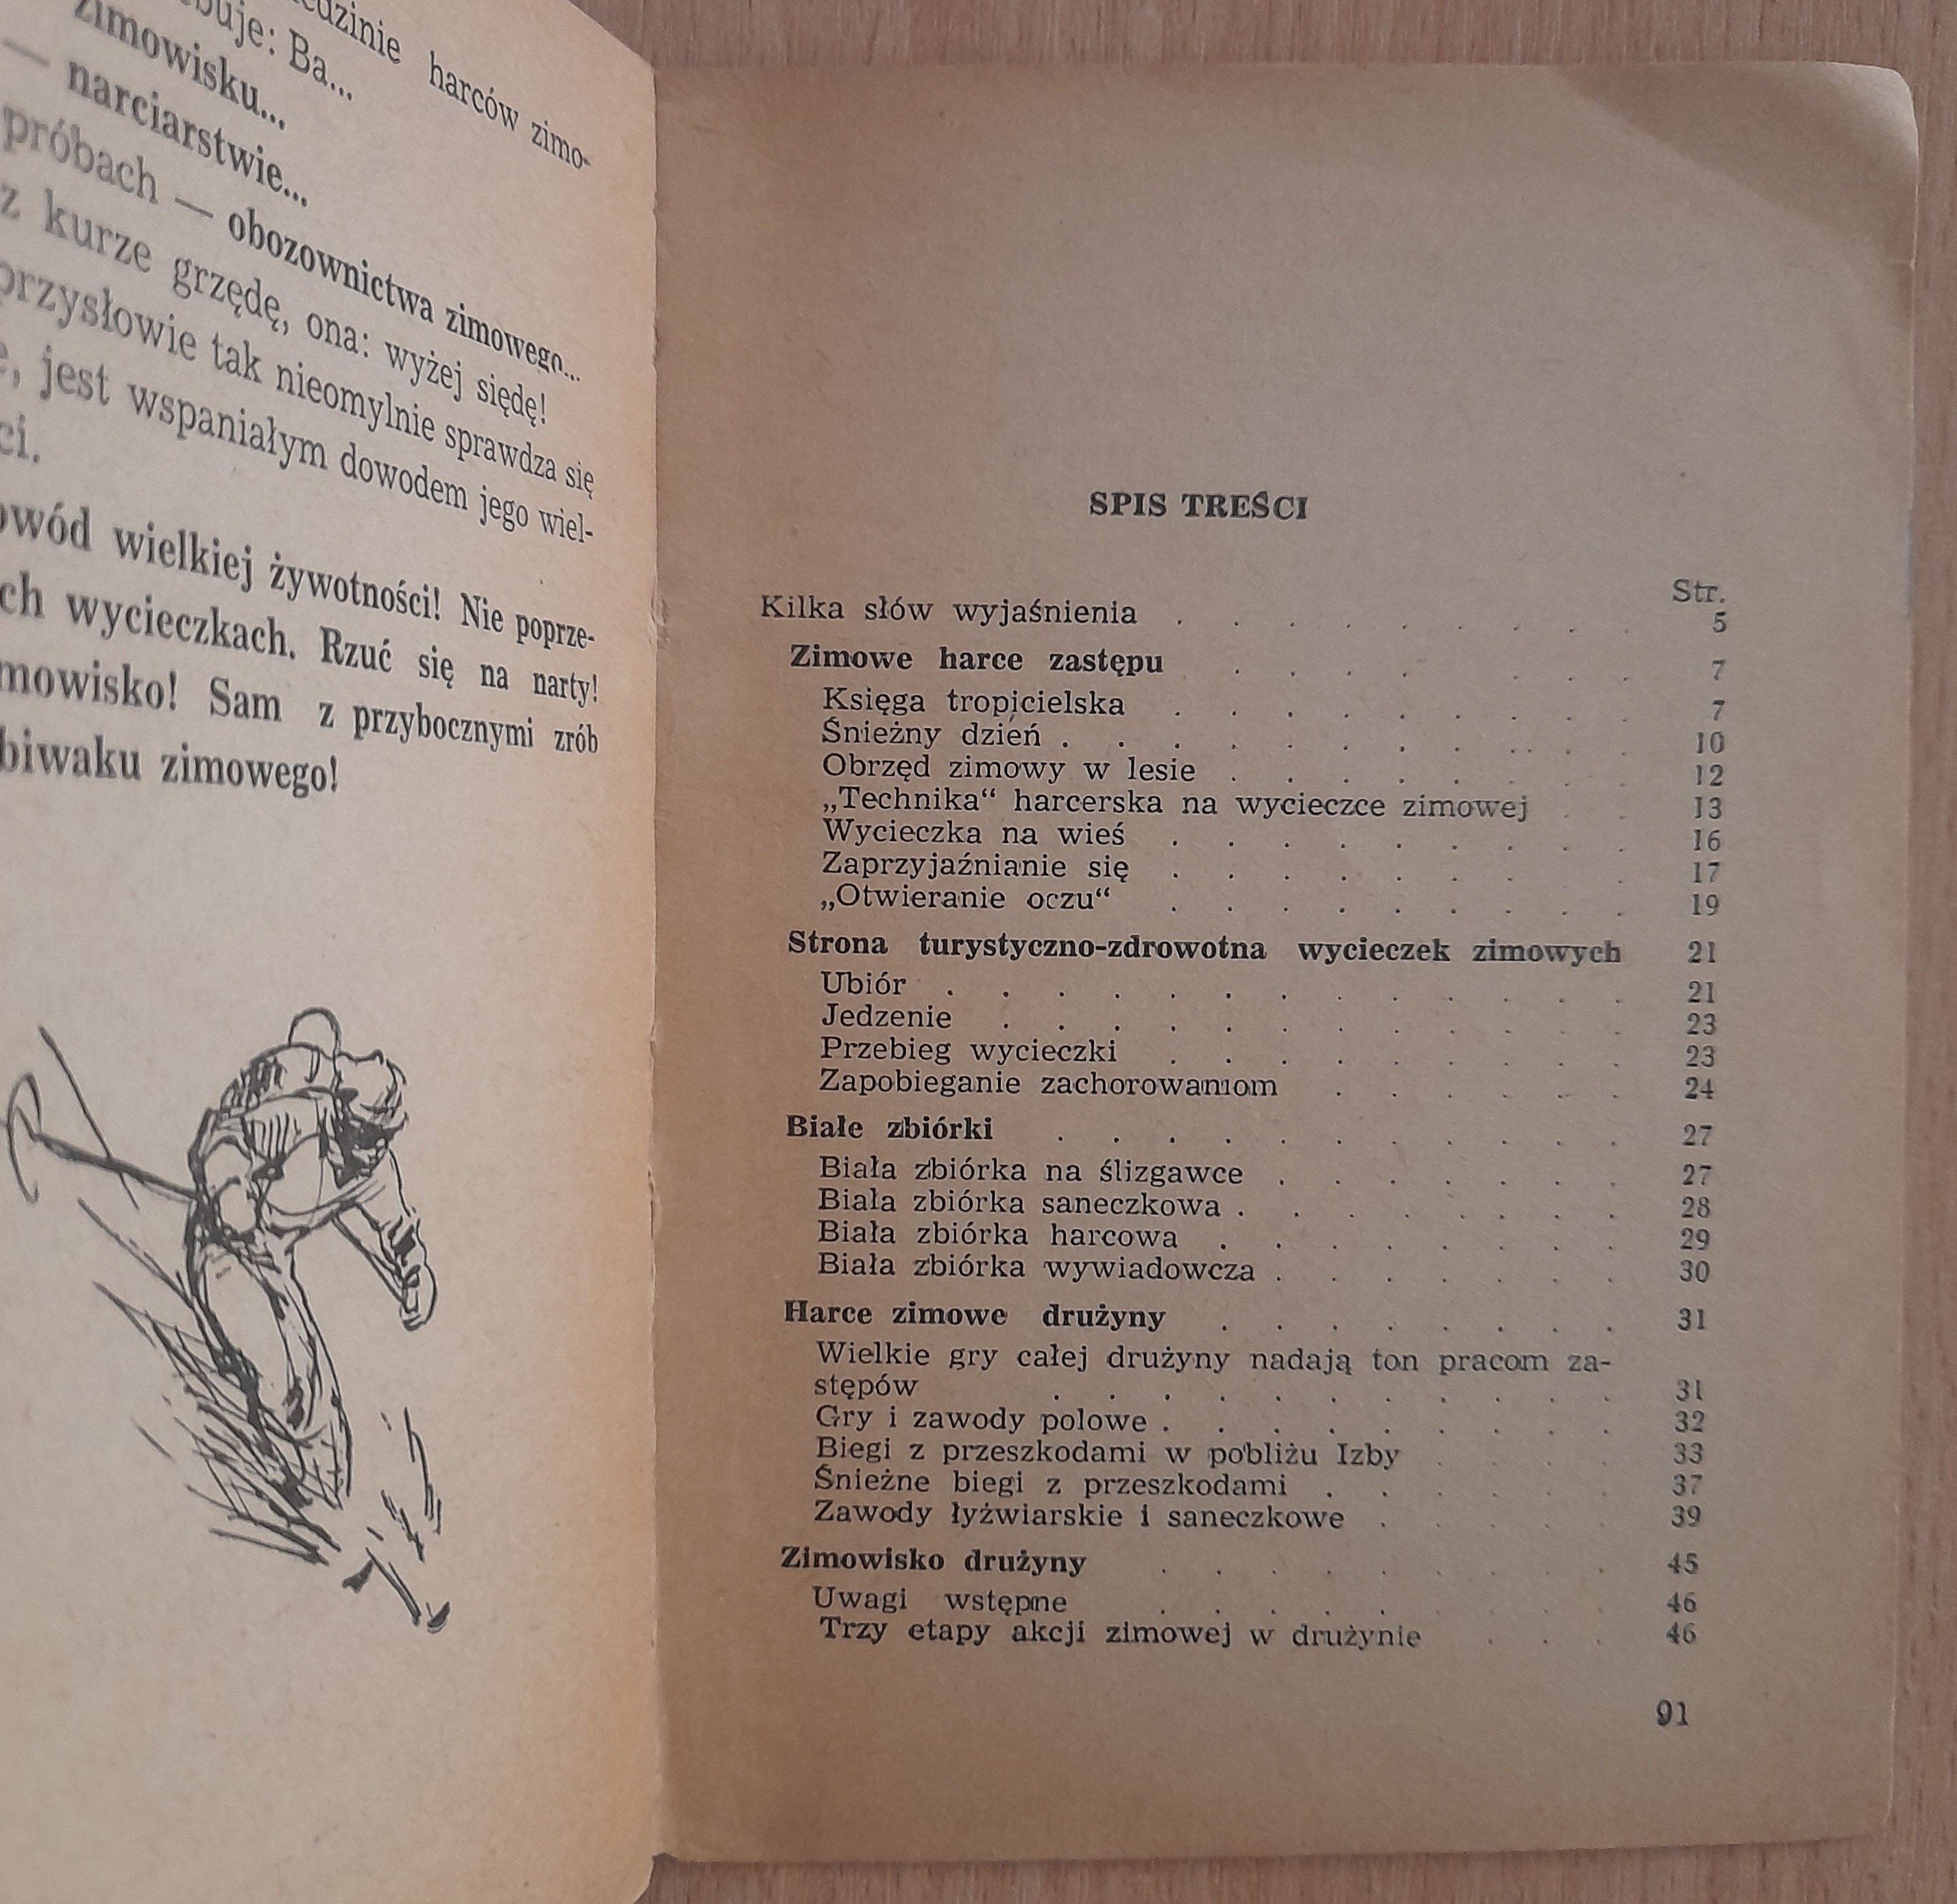 harców zimo-
buje: Ba...
zimowisku...
— narciarstwie...
próbach — obozownictwa zimowego...
z kurze grzędę, ona: wyżej siędę!
przysłowie tak nieomylnie sprawdza się
jest wspaniałym dowodem jego wiel-
ci.
owód wielkiej żywotności! Nie poprze-
ch wycieczkach. Rzuć się na narty!
mowisko! Sam z przybocznymi zrób
biwaku zimowego!
SPIS TREŚCI
Str.
Kilka słów wyjaśnienia . . . . . . . . . 5
Zimowe harce zastępu . . . . . . . 7
Księga tropicielska . . . . . . . . . 7
Śnieżny dzień . . . . . . . . . . . 10
Obrzęd zimowy w lesie . . . . . . . . 12
„Technika“ harcerska na wycieczce zimowej . . 13
Wycieczka na wieś . . . . . . . . . 16
Zaprzyjaźnianie się . . . . . . . . 17
„Otwieranie oczu“ . . . . . . . . . 19
Strona turystyczno-zdrowotna wycieczek zimowych 21
Ubiór . . . . . . . . . . . . . 21
Jedzenie . . . . . . . . . . . . 23
Przebieg wycieczki . . . . . . . . . 23
Zapobieganie zachorowaniom . . . . . . 24
Białe zbiórki . . . . . . . . . . . 27
Biała zbiórka na ślizgawce . . . . . . . 27
Biała zbiórka saneczkowa . . . . . . . . 28
Biała zbiórka harcowa . . . . . . . . 29
Biała zbiórka wywiadowcza . . . . . . . 30
Harce zimowe drużyny . . . . . . . . 31
Wielkie gry całej drużyny nadają ton pracom za-
stępów . . . . . . . . . . . 31
Gry i zawody polowe . . . . . . . . . 32
Biegi z przeszkodami w pobliżu Izby . . . . 33
Śnieżne biegi z przeszkodami . . . . . . 37
Zawody łyżwiarskie i saneczkowe . . . . . 39
Zimowisko drużyny . . . . . . . . . 45
Uwagi wstępne . . . . . . . . . 46
Trzy etapy akcji zimowej w drużynie . . . 46
91